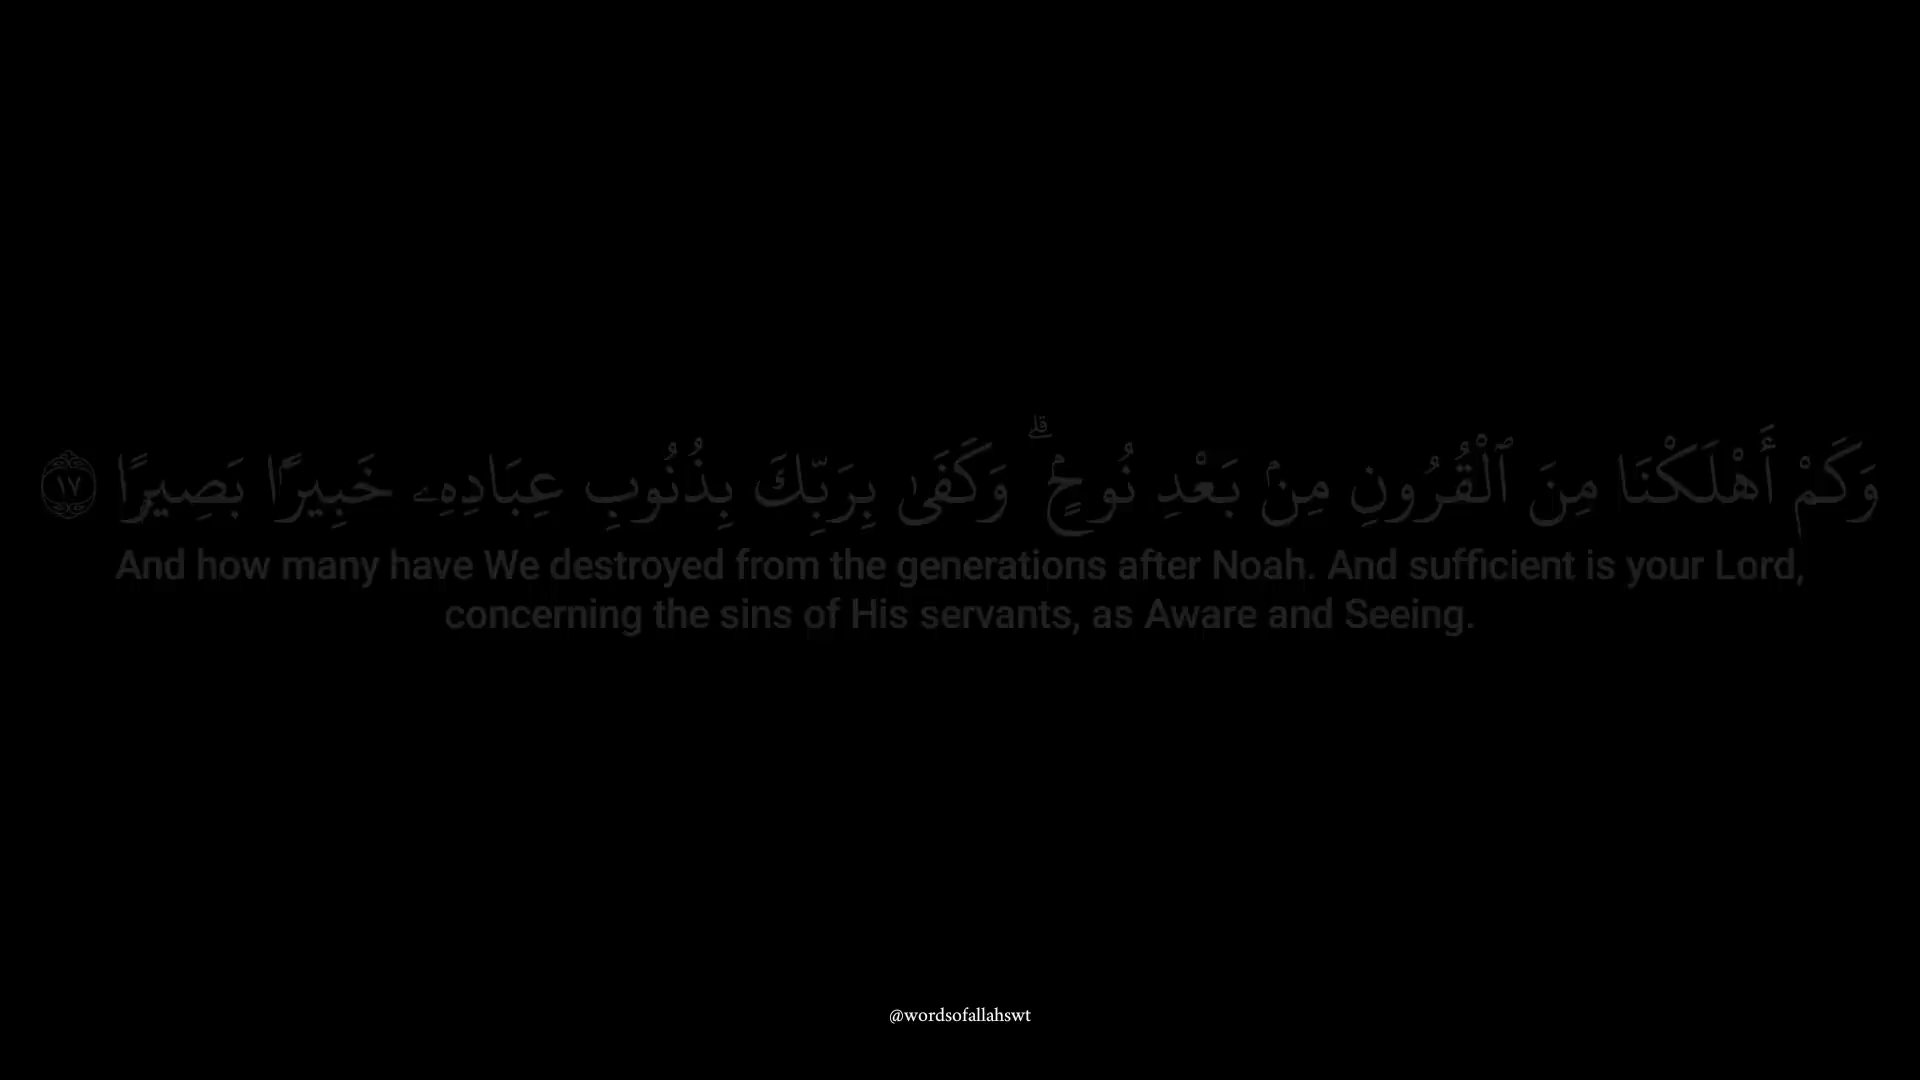 وَكَمْ أَهْلَكْنَا مِنَ ٱلْقُرُونِ مِنۢ بَعْدِ نُوحٍۢ ۗ وَكَفَىٰ بِرَبِّكَ بِذُنُوبِ عِبَادِهِۦ خَبِيرًۢا بَصِيرًۭا ١٧
And how many have We destroyed from the generations after Noah. And sufficient is your Lord,
concerning the sins of His servants, as Aware and Seeing.
@wordsofallahswt